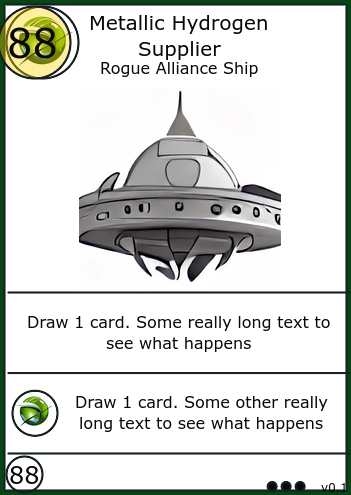 88
Metallic Hydrogen
Supplier
Rogue Alliance Ship
Draw 1 card. Some really long text to
see what happens
Draw 1 card. Some other really
long text to see what happens
88
v0.1